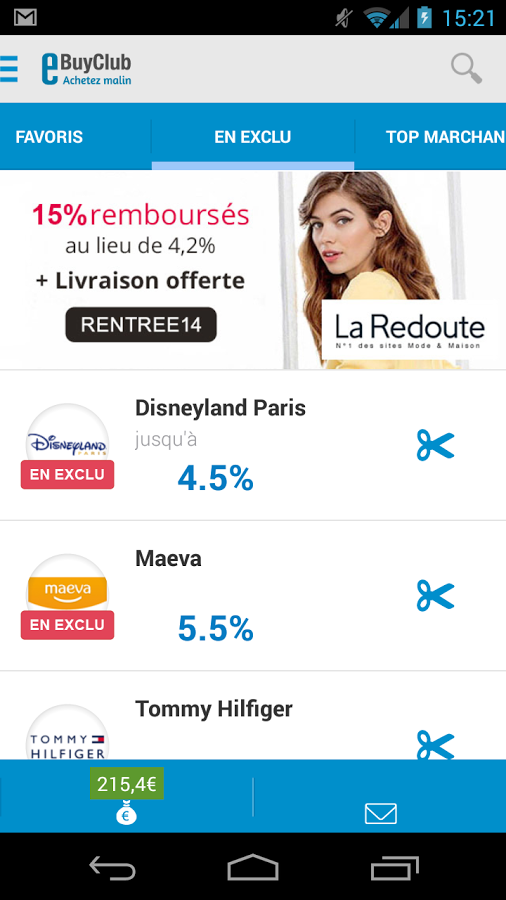 15:21
eBuyClub
Achetez malin
FAVORIS
EN EXCLU
TOP MARCHAN
15% remboursés
au lieu de 4,2%
+ Livraison offerte
RENTREE14
La Redoute
N°1 des sites Mode & Maison
Disneyland Paris
jusqu'à
4.5%
DISNEYLAND
PARIS
EN EXCLU
Maeva
maeva
5.5%
EN EXCLU
Tommy Hilfiger
TOMMY
HILFIGER
215,4€
€